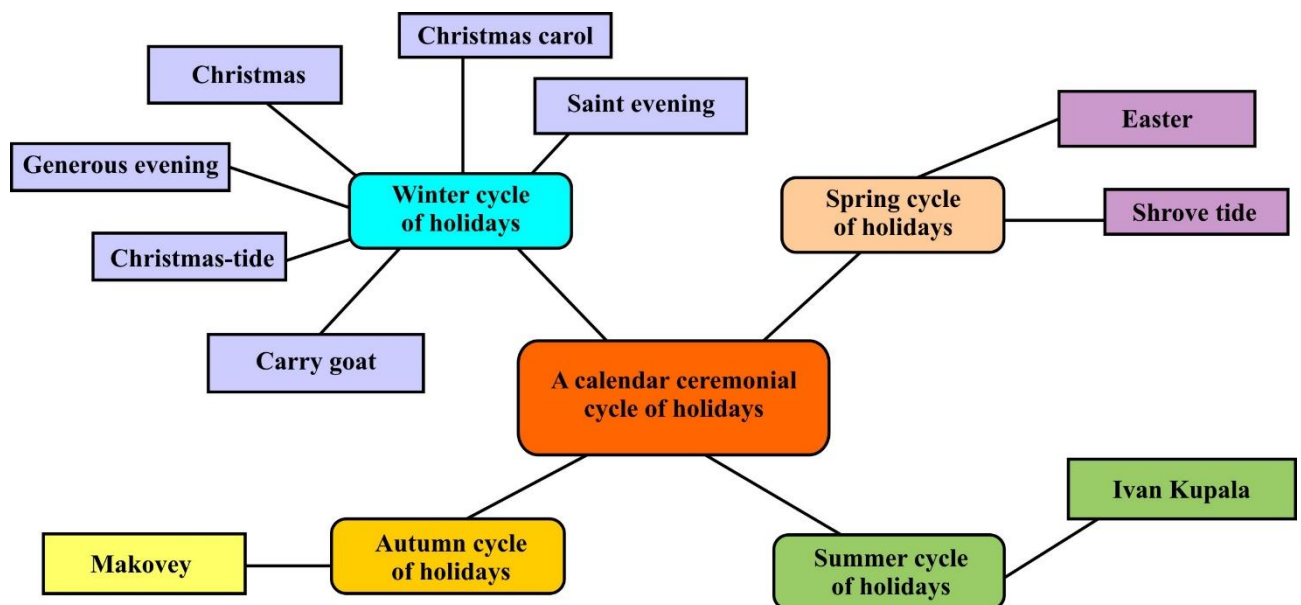 Christmas carol
Christmas
Saint evening
Easter
Generous evening
Winter cycle
of holidays
Spring cycle
of holidays
Shrove tide
Christmas-tide
Carry goat
A calendar ceremonial
cycle of holidays
Ivan Kupala
Makovey
Autumn cycle
of holidays
Summer cycle
of holidays